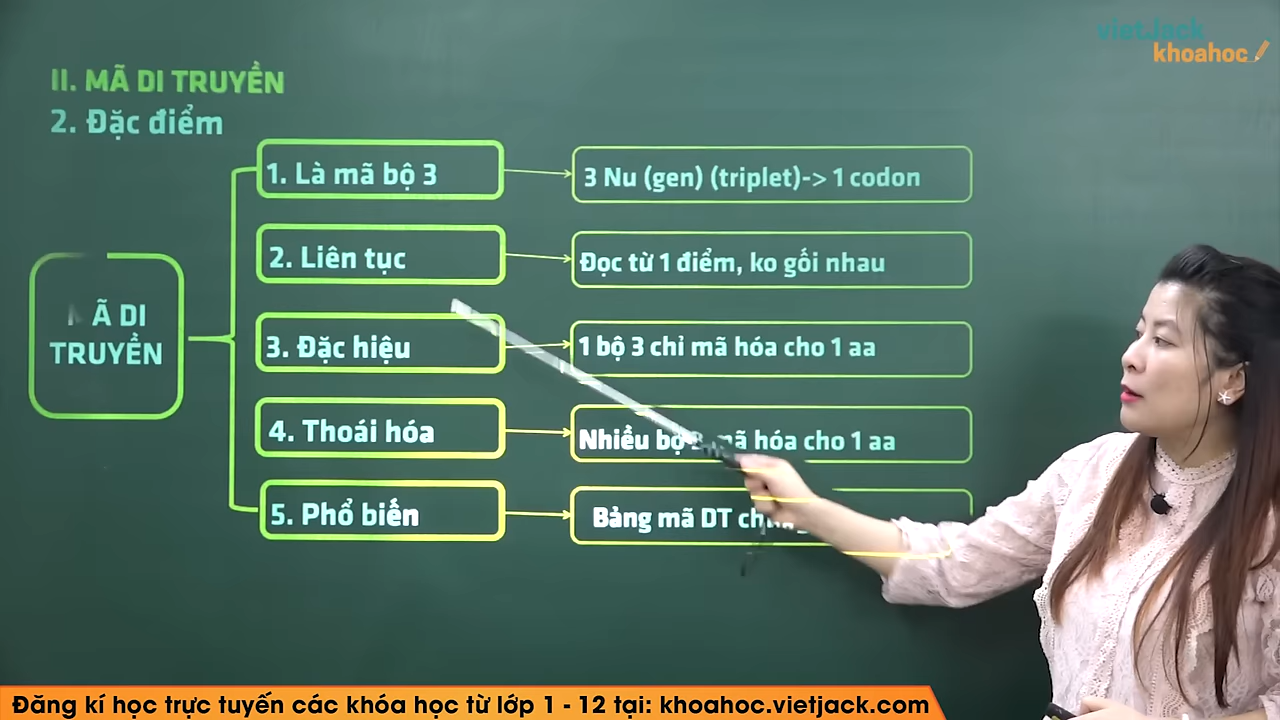 vietJack
khoahoc
II. MÃ DI TRUYỀN
2. Đặc điểm
MÃ DI
TRUYỀN
1. Là mã bộ 3
3 Nu (gen) (triplet)-> 1 codon
2. Liên tục
Đọc từ 1 điểm, ko gối nhau
3. Đặc hiệu
1 bộ 3 chỉ mã hóa cho 1 aa
4. Thoái hóa
Nhiều bộ 3 mã hóa cho 1 aa
5. Phổ biến
Bảng mã DT
Đăng kí học trực tuyến các khóa học từ lớp 1 - 12 tại: khoahoc.vietjack.com